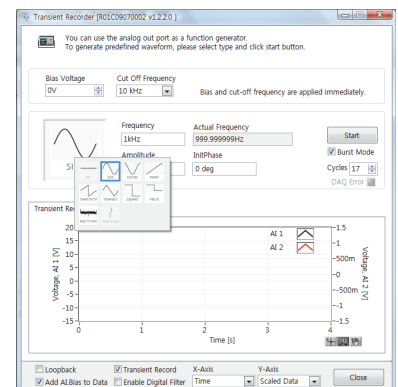 Transient Recorder [R01C09070002 v1.2.2.0 ]
You can use the analog out port as a function generator.
To generate predefined waveform, please select type and click start button.
Bias Voltage
Cut Off Frequency
0V
10 kHz
Bias and cut-off frequency are applied immediately.
Frequency
Actual Frequency
1kHz
999.999999Hz
Start
Amplitude
InitPhase
Burst Mode
0 deg
Cycles 17
DAQ Error
SINE
SAWTOOTH
TRIANGLE
SQUARE
Transient Re
AI 1
AI 2
20
15
10
5
0
-5
-10
-15
Voltage, AI 1 [V]
1.5
1
500m
0
-500m
-1
-1.5
Voltage, AI 2 [V]
0 1 2 3 4
Time [s]
Loopback
Transient Record
X-Axis
Y-Axis
Add AI.Bias to Data
Enable Digital Filter
Time
Scaled Data
Close